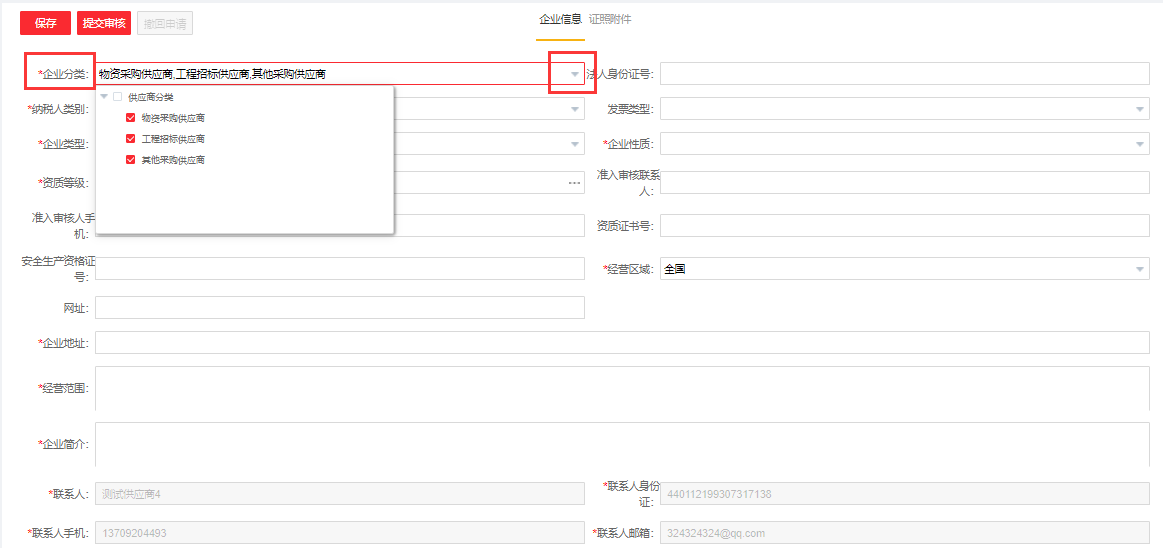 保存 提交审核 撤回申请 企业信息 证照附件
*企业分类: 物资采购供应商,工程招标供应商,其他采购供应商 法人身份证号:
供应商分类
*纳税人类别: 发票类型:
物资采购供应商
工程招标供应商
*企业类型: *企业性质:
其他采购供应商
*资质等级: 准入审核联系
人:
准入审核人手
机: 资质证书号:
安全生产资格证
号: *经营区域: 全国
网址:
*企业地址:
*经营范围:
*企业简介:
*联系人: 测试供应商4 *联系人身份
证: 440112199307317138
*联系人手机: 13709204493 *联系人邮箱: 324324324@qq.com